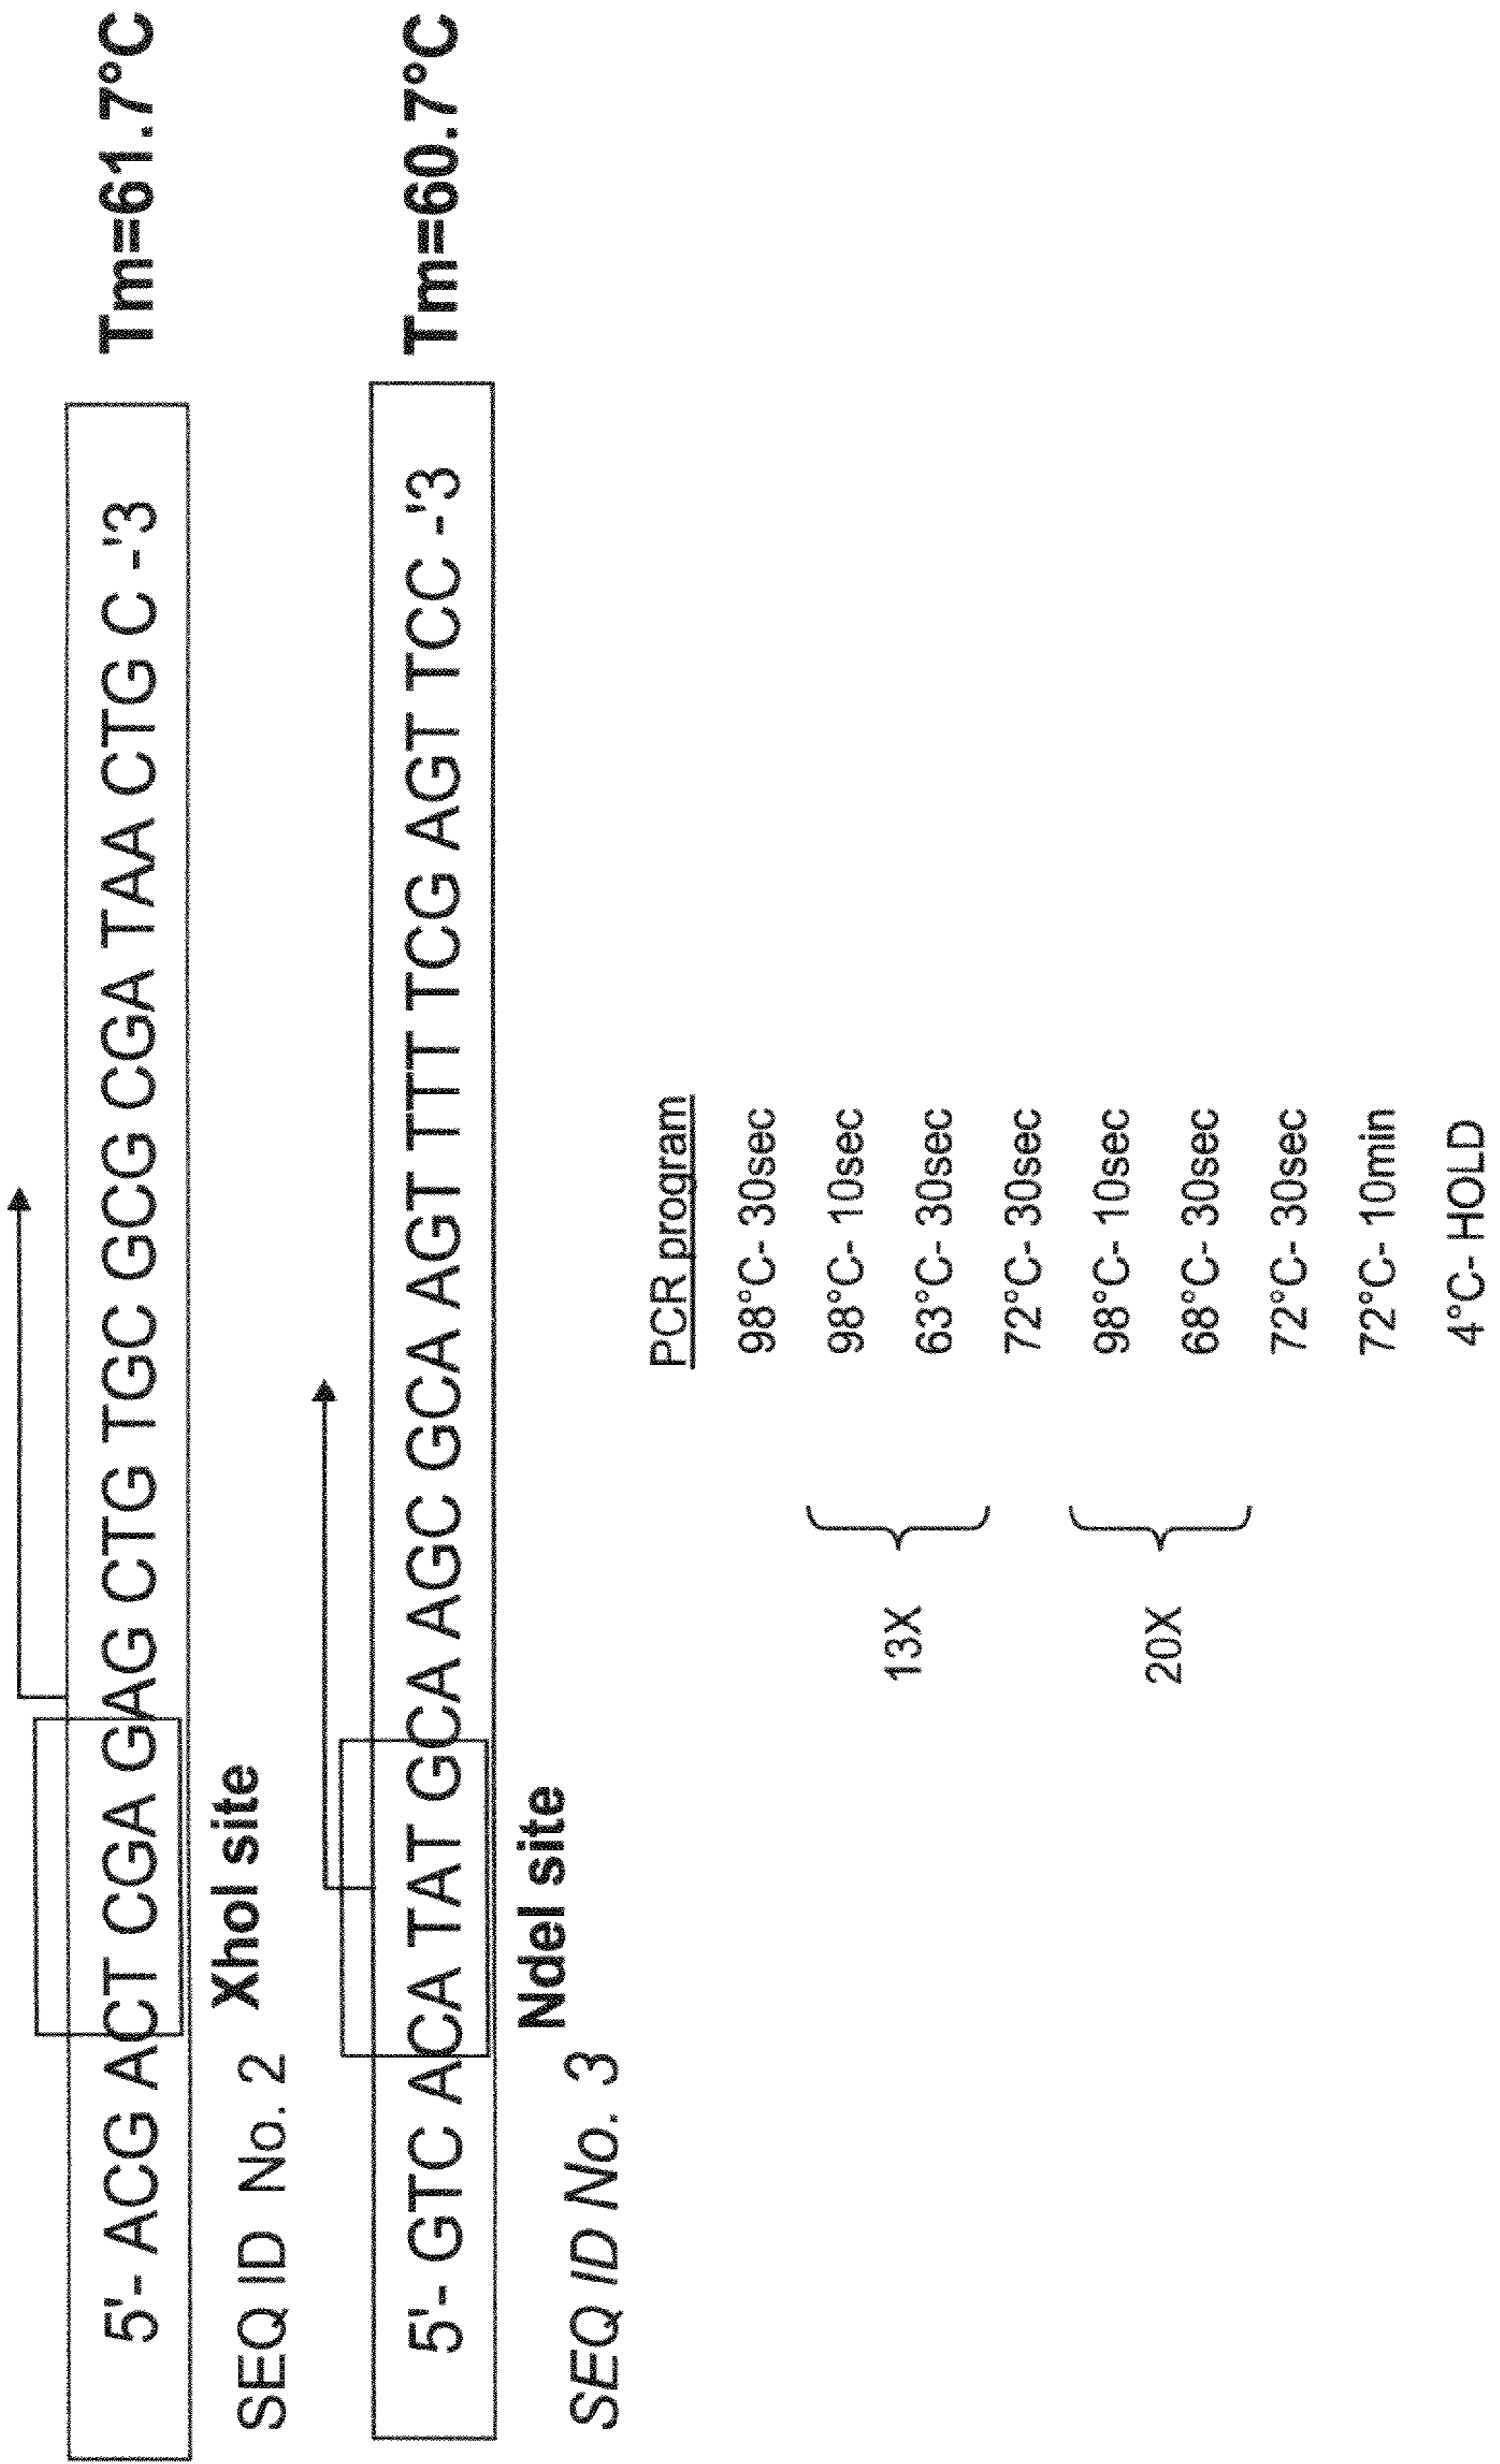 5'- ACG ACT CGA GAG CTG TGC GCG CGA TAA CTG C -'3 Tm=61.7°C
XhoI site
SEQ ID No. 2
5'- GTC ACA TAT GCA AGC GCA AGT TTT TCG AGT TCC -'3 Tm=60.7°C
NdeI site
SEQ ID No. 3
PCR program
98°C- 30sec
98°C- 10sec
13X 63°C- 30sec
72°C- 30sec
98°C- 10sec
20X 68°C- 30sec
72°C- 30sec
72°C- 10min
4°C- HOLD